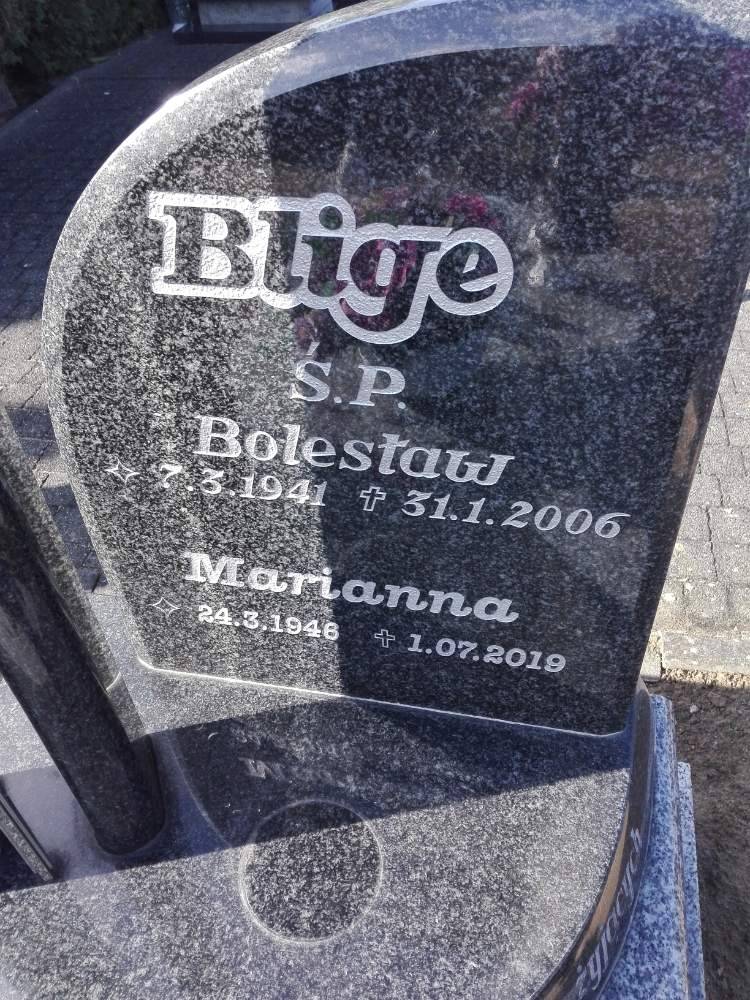 Blige
Ś.P.
Bolesław
7.3.1941 31.1.2006
Marianna
24.3.1946 1.07.2019